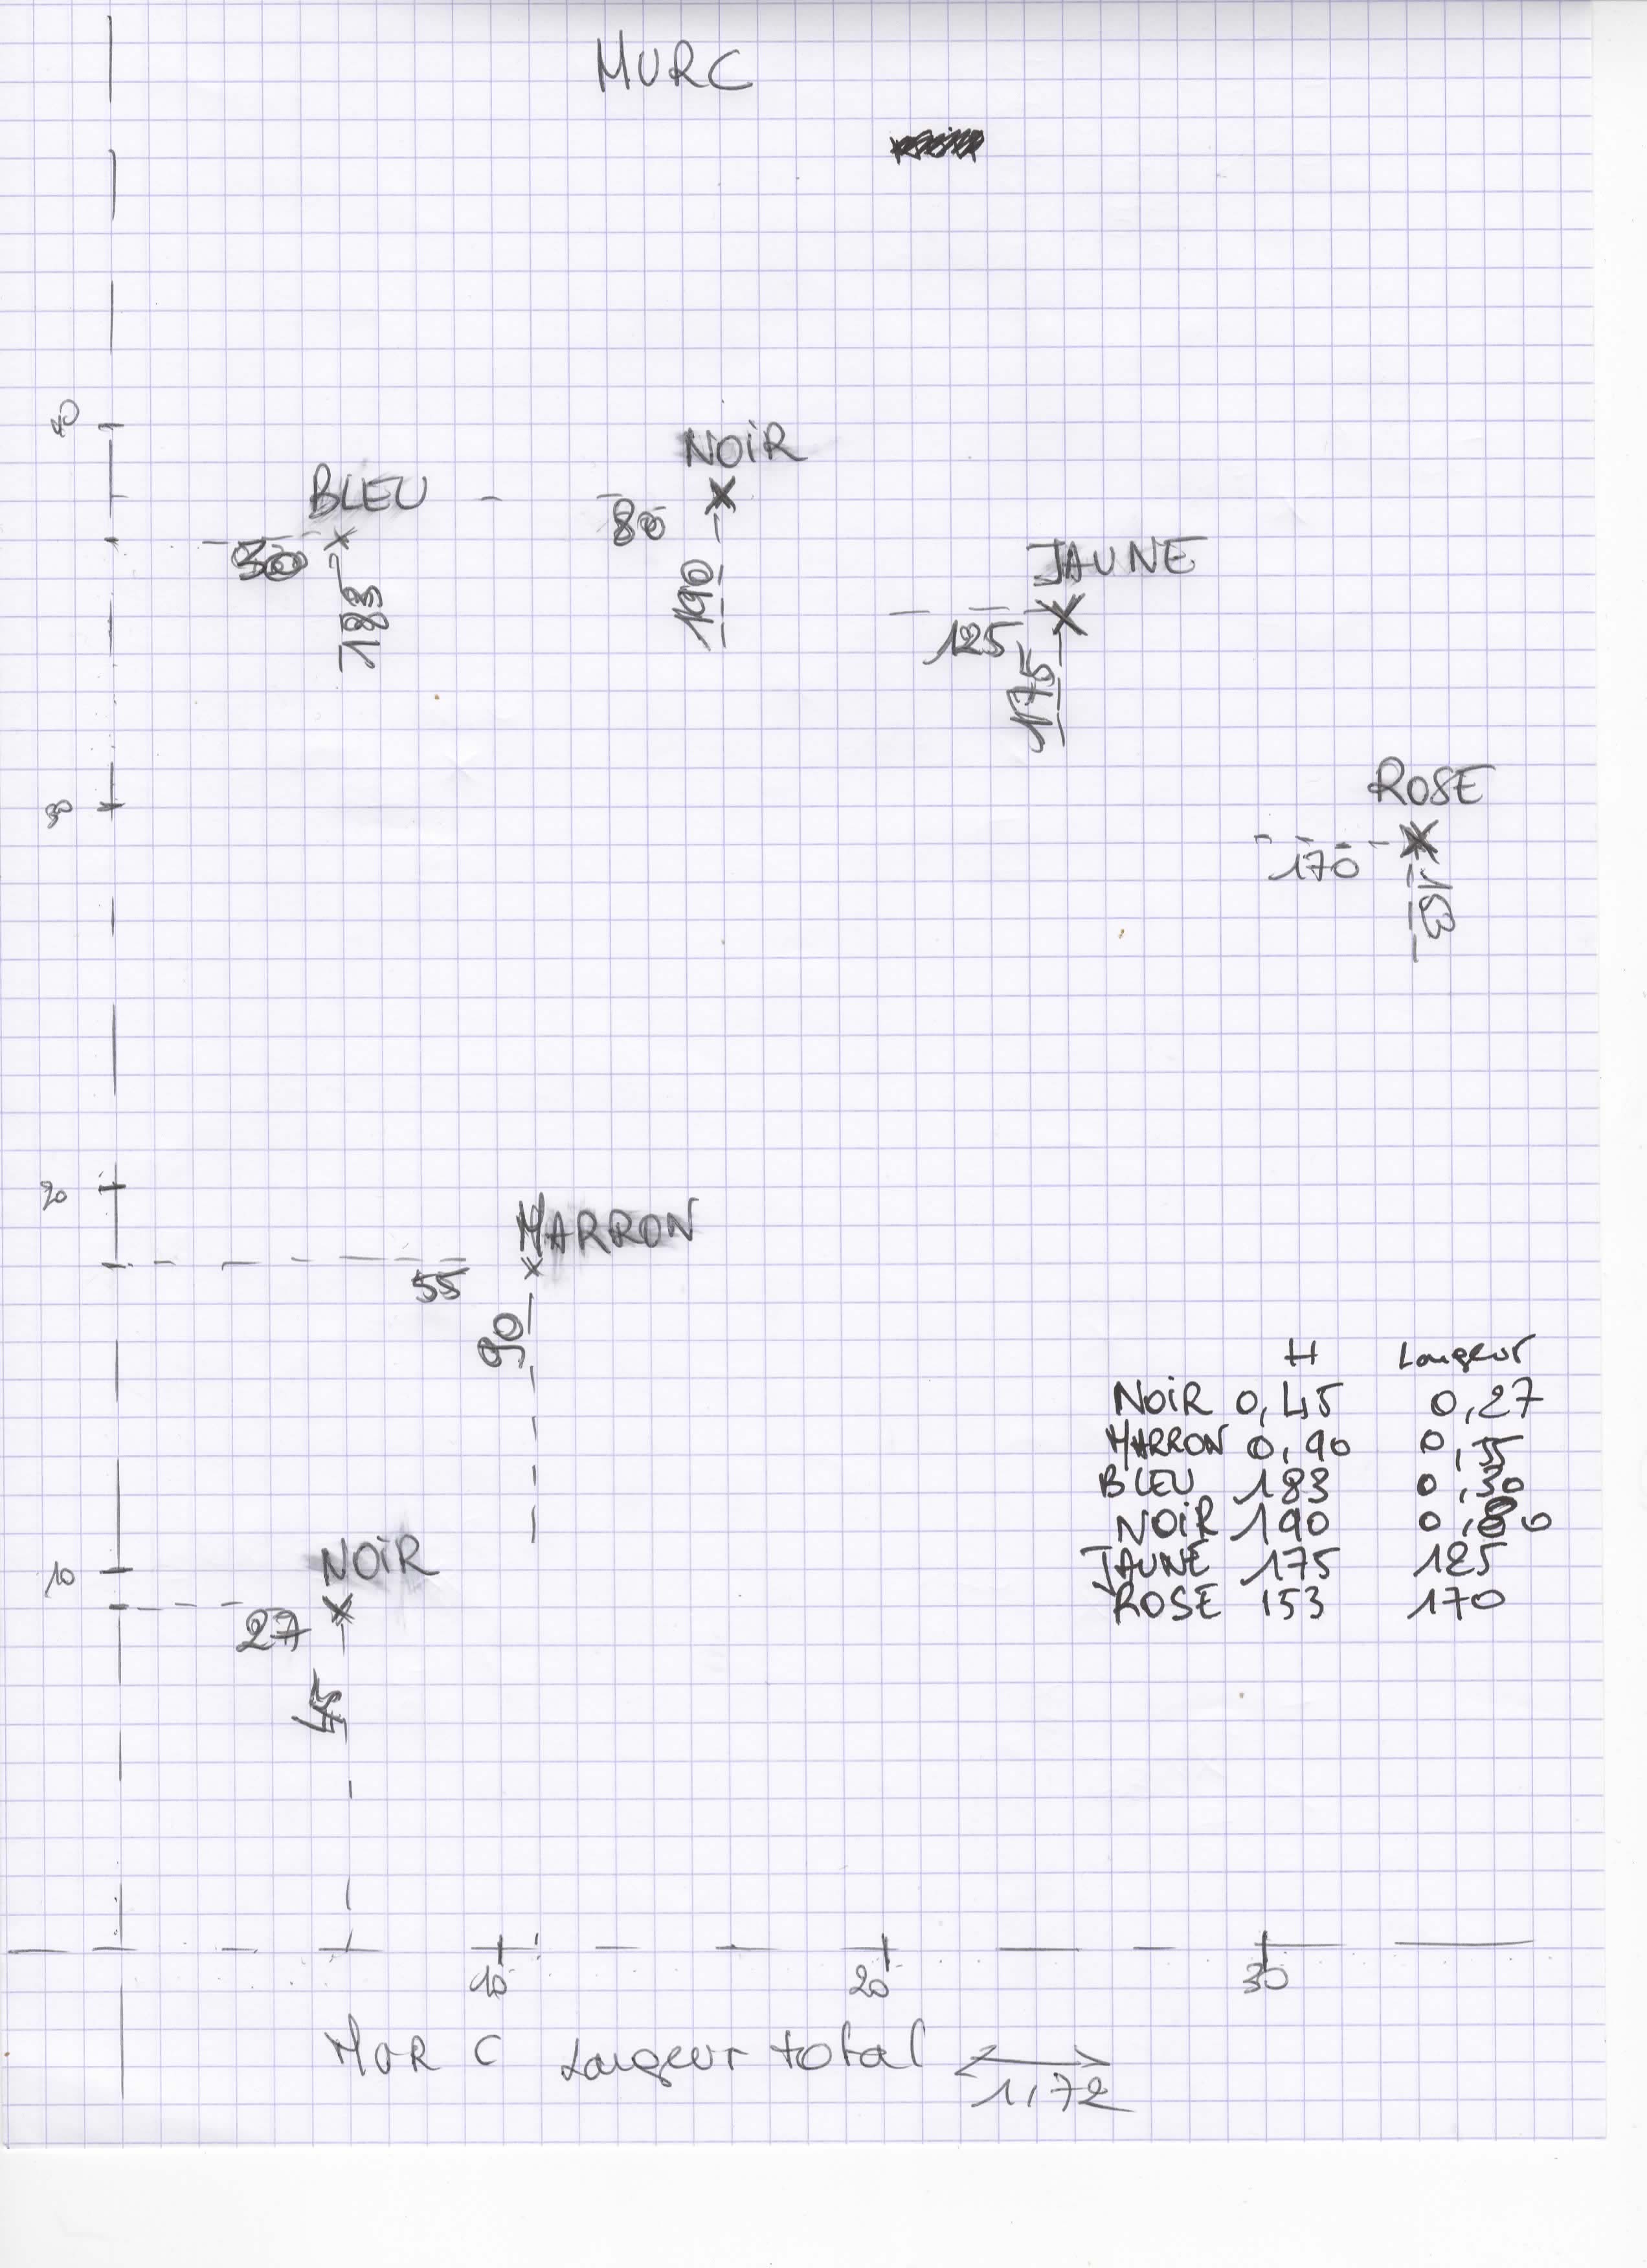 MUR C
40
NOiR
BLEU
80
30
190
183
JAUNE
125
175
30
ROSE
170
153
20
MARRON
55
90
H Largeur
NOiR 0,45 0,27
MARRON 0,90 0,55
BLEU 183 0,30
NOiR 190 0,80
JAUNE 175 125
ROSE 153 170
NOiR
10
27
45
10 20 30
MUR C Largeur total
1,72